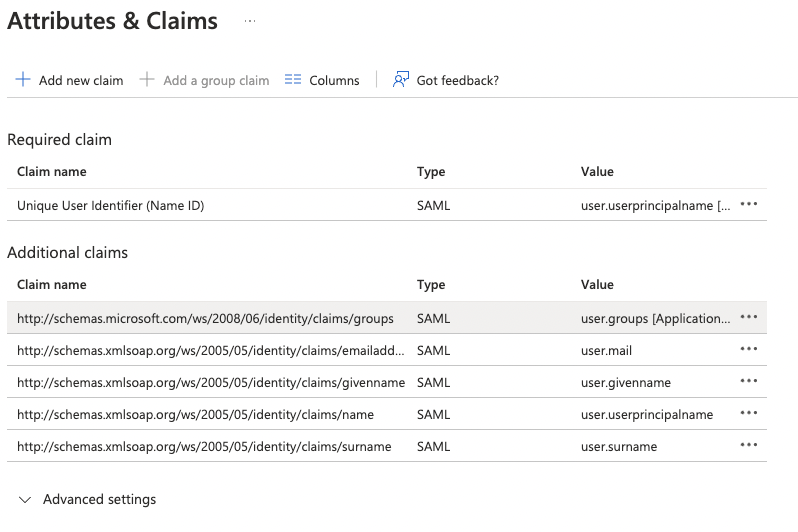 Attributes & Claims ...
Add new claim Add a group claim Columns Got feedback?
Required claim
Claim name Type Value
Unique User Identifier (Name ID) SAML user.userprincipalname [... •••
Additional claims
Claim name Type Value
http://schemas.microsoft.com/ws/2008/06/identity/claims/groups SAML user.groups [Application... •••
http://schemas.xmlsoap.org/ws/2005/05/identity/claims/emailadd... SAML user.mail •••
http://schemas.xmlsoap.org/ws/2005/05/identity/claims/givenname SAML user.givenname •••
http://schemas.xmlsoap.org/ws/2005/05/identity/claims/name SAML user.userprincipalname •••
http://schemas.xmlsoap.org/ws/2005/05/identity/claims/surname SAML user.surname •••
Advanced settings